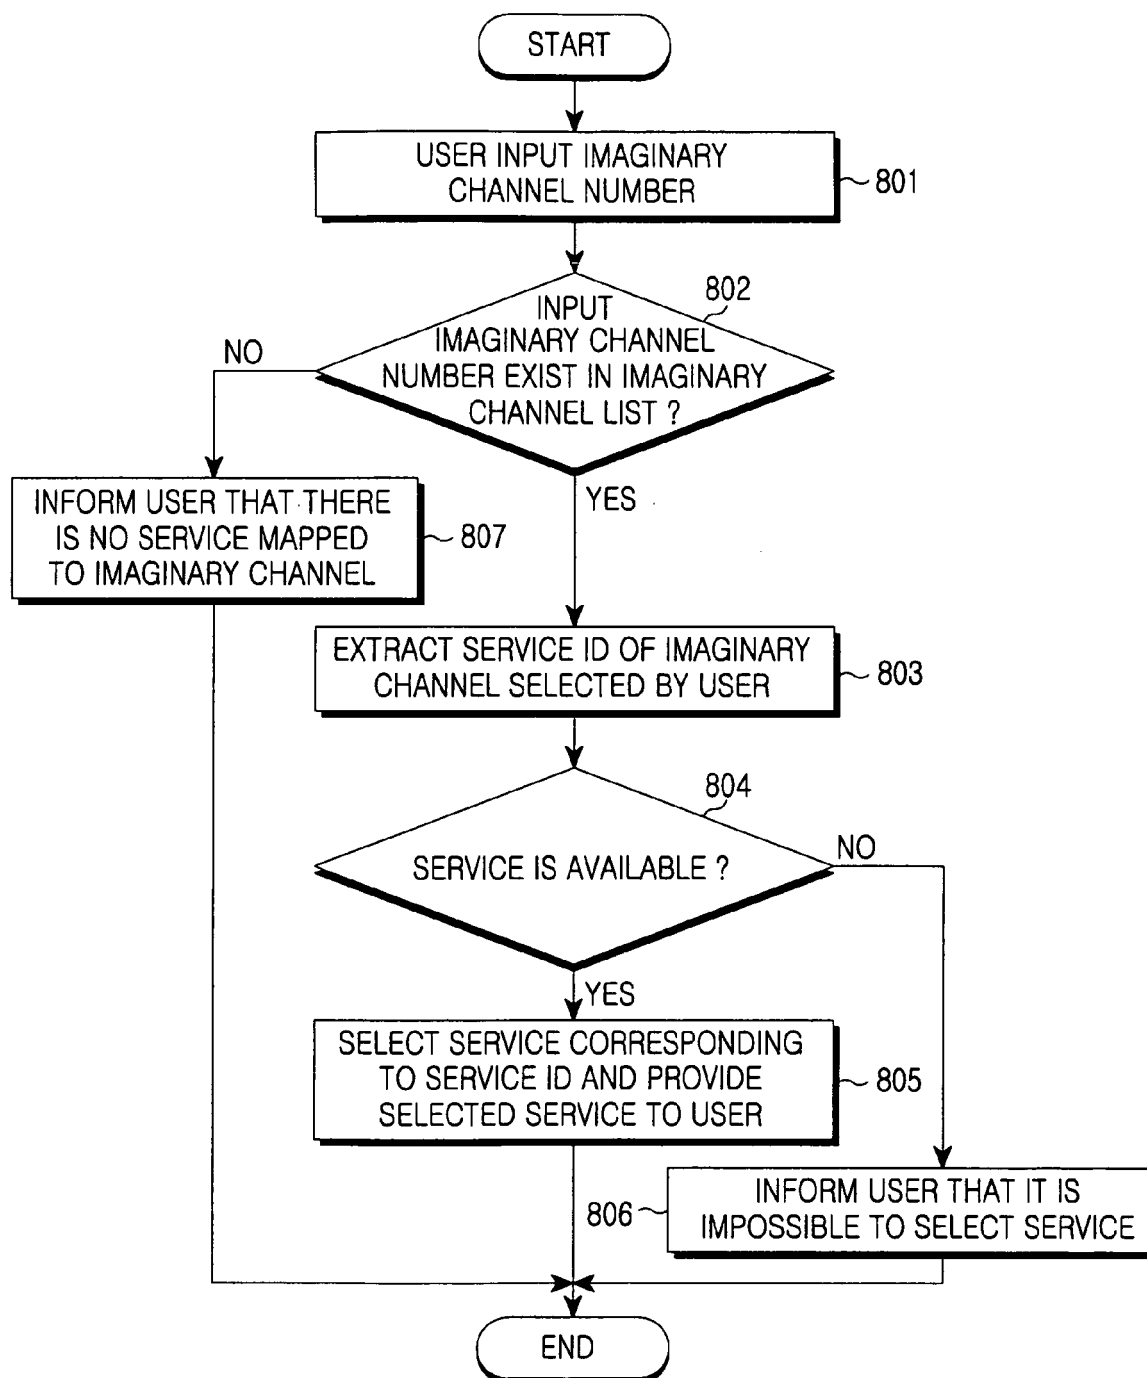 START
USER INPUT IMAGINARY
CHANNEL NUMBER
801
802
INPUT
IMAGINARY CHANNEL
NUMBER EXIST IN IMAGINARY
CHANNEL LIST ?
NO
YES
INFORM USER THAT THERE
IS NO SERVICE MAPPED
TO IMAGINARY CHANNEL
807
EXTRACT SERVICE ID OF IMAGINARY
CHANNEL SELECTED BY USER
803
804
SERVICE IS AVAILABLE ?
NO
YES
SELECT SERVICE CORRESPONDING
TO SERVICE ID AND PROVIDE
SELECTED SERVICE TO USER
805
806
INFORM USER THAT IT IS
IMPOSSIBLE TO SELECT SERVICE
END